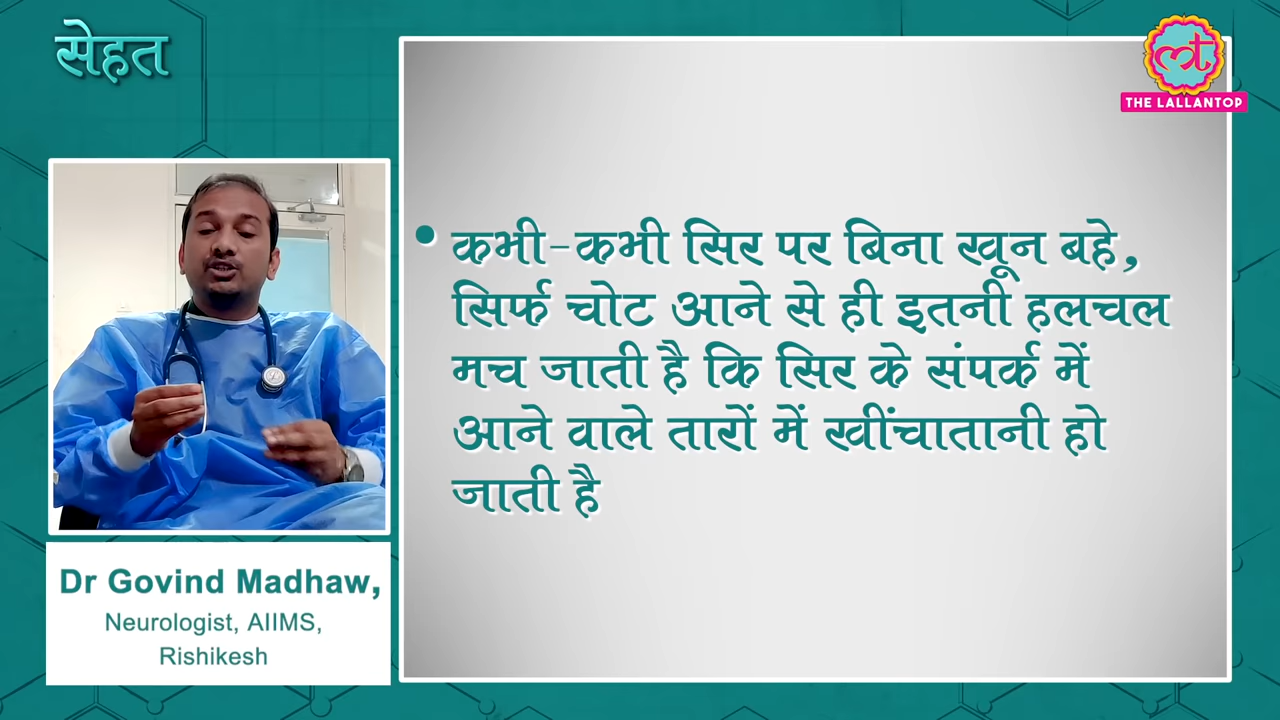 सेहत
THE LALLANTOP
• कभी-कभी सिर पर बिना खून बहे,
सिर्फ चोट आने से ही इतनी हलचल
मच जाती है कि सिर के संपर्क में
आने वाले तारों में खींचातानी हो
जाती है
Dr Govind Madhaw,
Neurologist, AIIMS,
Rishikesh